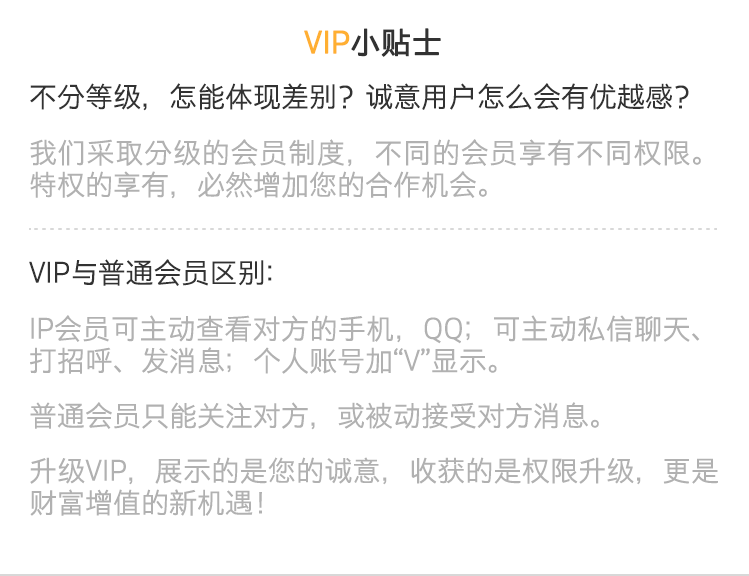 VIP小贴士
不分等级，怎能体现差别？诚意用户怎么会有优越感？
我们采取分级的会员制度，不同的会员享有不同权限。
特权的享有，必然增加您的合作机会。
VIP与普通会员区别：
IP会员可主动查看对方的手机，QQ；可主动私信聊天、
打招呼、发消息；个人账号加“V”显示。
普通会员只能关注对方，或被动接受对方消息。
升级VIP，展示的是您的诚意，收获的是权限升级，更是
财富增值的新机遇！